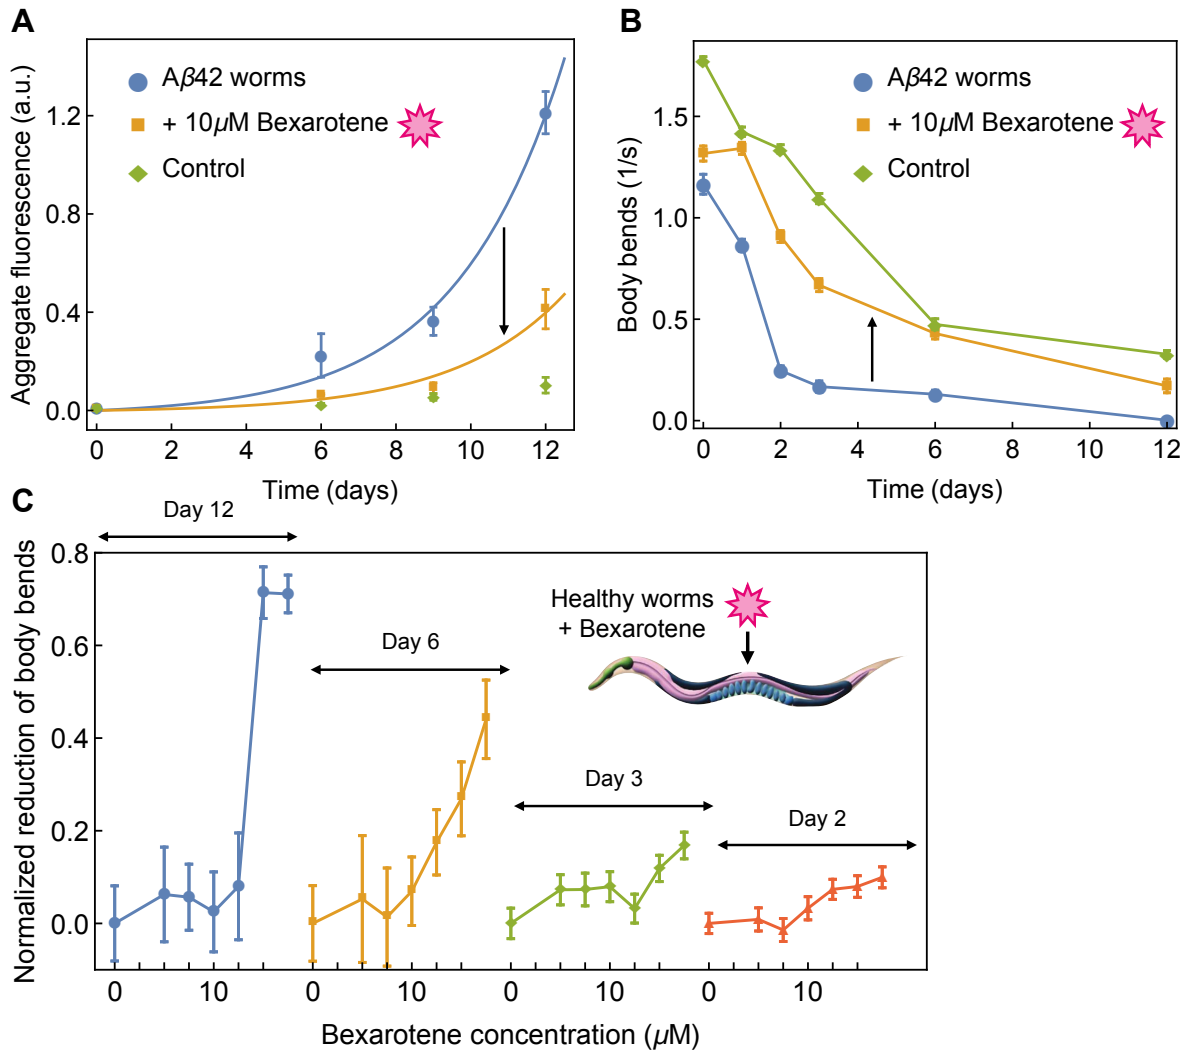 A
Aggregate fluorescence (a.u.)
1.2
0.8
0.4
0.0
Aβ42 worms
+ 10μM Bexarotene
Control
0 2 4 6 8 10 12
Time (days)
B
Body bends (1/s)
1.5
1.0
0.5
0.0
Aβ42 worms
+ 10μM Bexarotene
Control
0 2 4 6 8 10 12
Time (days)
C
Normalized reduction of body bends
0.8
0.6
0.4
0.2
0.0
Day 12
Day 6
Day 3
Day 2
Healthy worms
+ Bexarotene
0 10 0 10 0 10 0 10
Bexarotene concentration (μM)